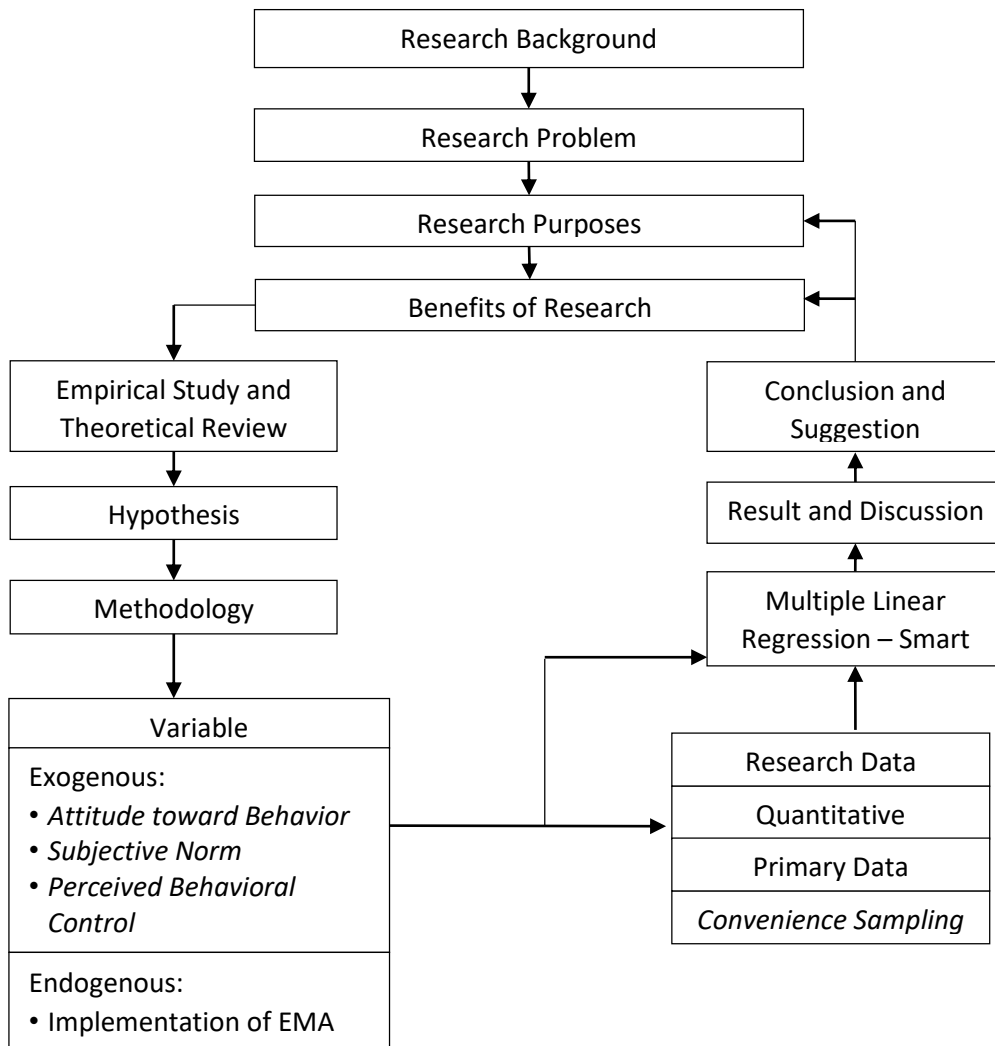 Research Background
Research Problem
Research Purposes
Benefits of Research
Empirical Study and
Theoretical Review
Hypothesis
Methodology
Variable
Exogenous:
• Attitude toward Behavior
• Subjective Norm
• Perceived Behavioral
Control
Endogenous:
• Implementation of EMA
Conclusion and
Suggestion
Result and Discussion
Multiple Linear
Regression – Smart
Research Data
Quantitative
Primary Data
Convenience Sampling